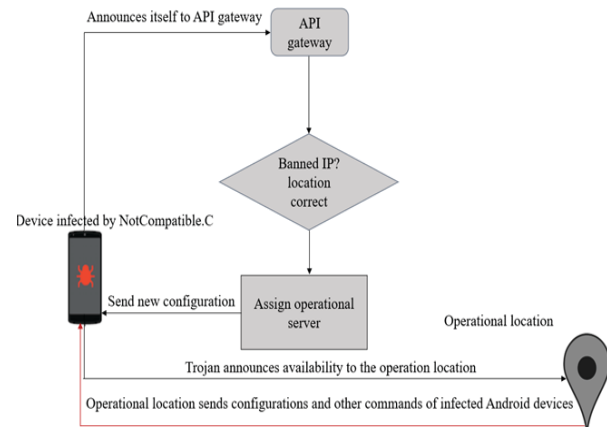 Announces itself to API gateway
API
gateway
Banned IP?
location
correct
Device infected by NotCompatible.C
Send new configuration
Assign operational
server
Operational location
Trojan announces availability to the operation location
Operational location sends configurations and other commands of infected Android devices